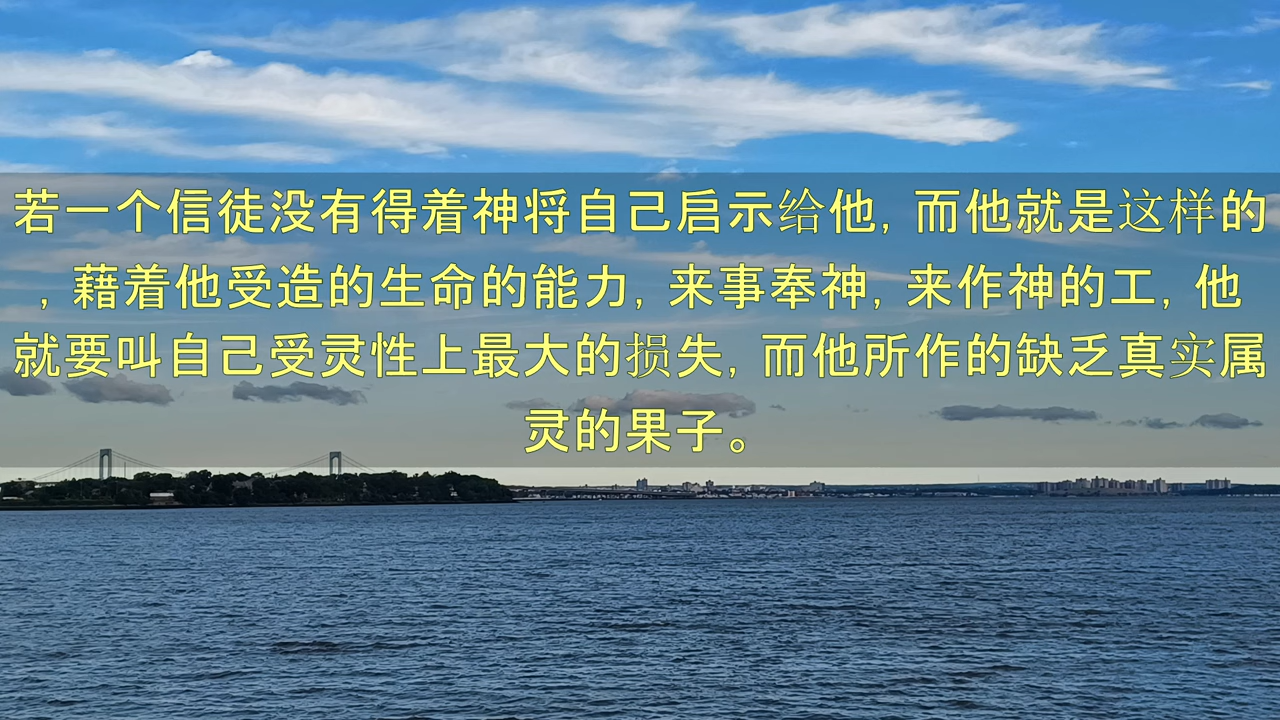 若一个信徒没有得着神将自己启示给他, 而他就是这样的
, 藉着他受造的生命的能力, 来事奉神, 来作神的工, 他
就要叫自己受灵性上最大的损失, 而他所作的缺乏真实属
灵的果子。